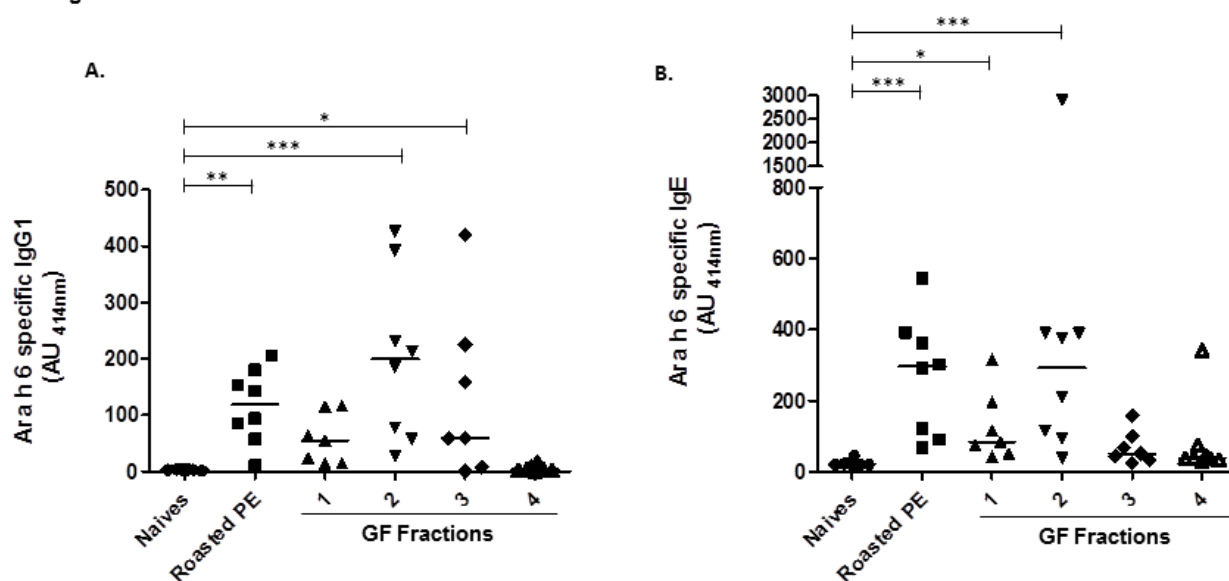 A.
*
***
**
500
400
300
200
100
0
Ara h 6 specific IgG1
(AU 414nm)
Naives
Roasted PE
1
2
3
4
GF Fractions
B.
***
*
***
3000
2500
2000
1500
800
600
400
200
0
Ara h 6 specific IgE
(AU 414nm)
Naives
Roasted PE
1
2
3
4
GF Fractions